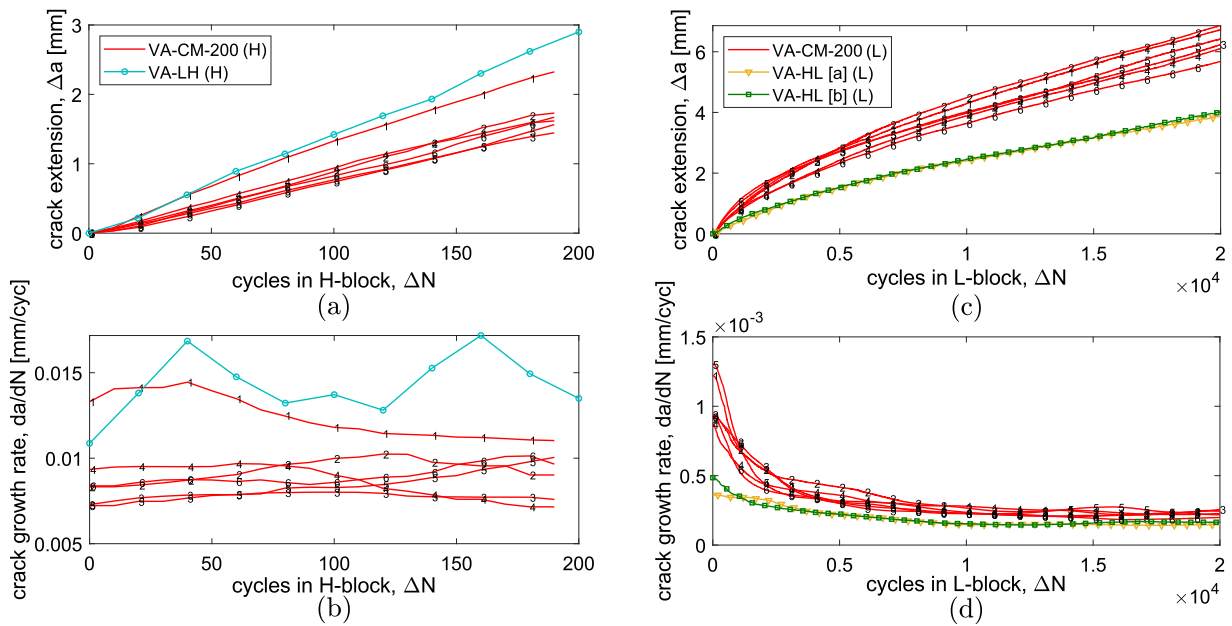 3
2
1
0
crack extension, Δa [mm]
VA-CM-200 (H)
VA-LH (H)
0 50 100 150 200
cycles in H-block, ΔN
(a)
0.015
0.01
0.005
crack growth rate, da/dN [mm/cyc]
0 50 100 150 200
cycles in H-block, ΔN
(b)
6
4
2
0
crack extension, Δa [mm]
VA-CM-200 (L)
VA-HL [a] (L)
VA-HL [b] (L)
0 0.5 1 1.5 2
×10⁴
cycles in L-block, ΔN
(c)
×10⁻³
1.5
1
0.5
0
crack growth rate, da/dN [mm/cyc]
0 0.5 1 1.5 2
×10⁴
cycles in L-block, ΔN
(d)